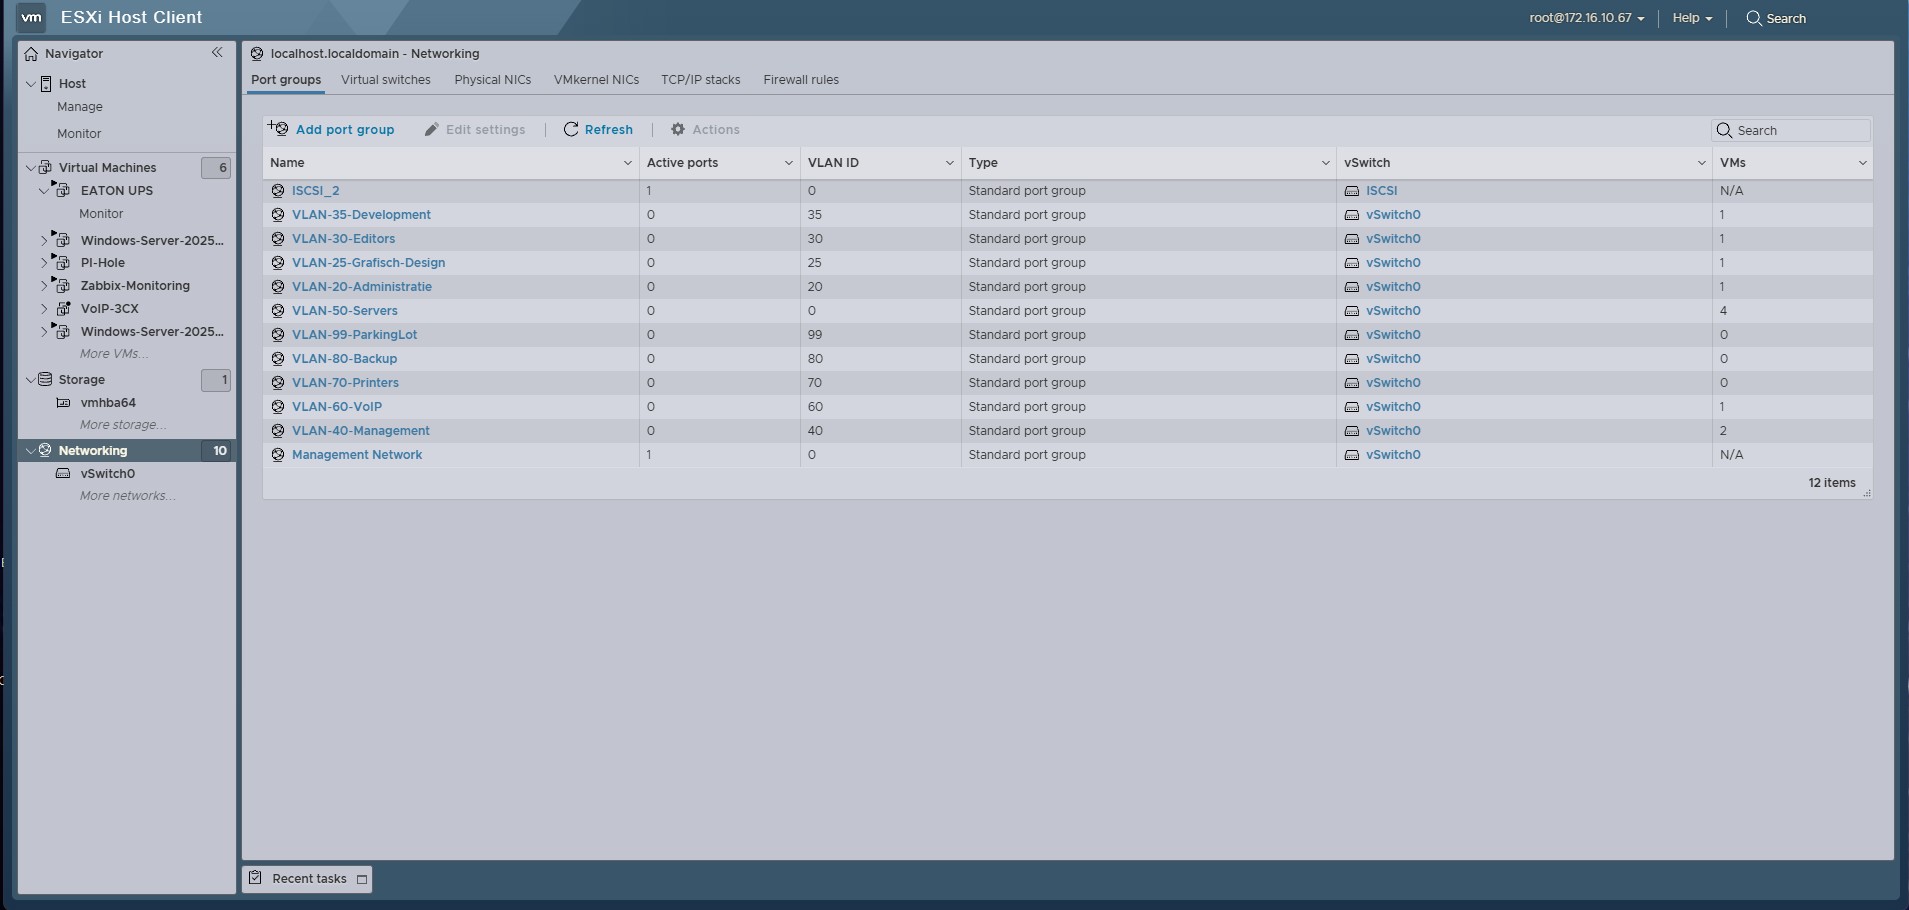 vm ESXi Host Client
root@172.16.10.67 Help Search
Navigator
Host
Manage
Monitor
Virtual Machines 6
EATON UPS
Monitor
Windows-Server-2025...
PI-Hole
Zabbix-Monitoring
VoIP-3CX
Windows-Server-2025...
More VMs...
Storage 1
vmhba64
More storage...
Networking 10
vSwitch0
More networks...
localhost.localdomain - Networking
Port groups Virtual switches Physical NICs VMkernel NICs TCP/IP stacks Firewall rules
Add port group Edit settings Refresh Actions Search
Name Active ports VLAN ID Type vSwitch VMs
ISCSI_2 1 0 Standard port group ISCSI N/A
VLAN-35-Development 0 35 Standard port group vSwitch0 1
VLAN-30-Editors 0 30 Standard port group vSwitch0 1
VLAN-25-Grafisch-Design 0 25 Standard port group vSwitch0 1
VLAN-20-Administratie 0 20 Standard port group vSwitch0 1
VLAN-50-Servers 0 0 Standard port group vSwitch0 4
VLAN-99-ParkingLot 0 99 Standard port group vSwitch0 0
VLAN-80-Backup 0 80 Standard port group vSwitch0 0
VLAN-70-Printers 0 70 Standard port group vSwitch0 0
VLAN-60-VoIP 0 60 Standard port group vSwitch0 1
VLAN-40-Management 0 40 Standard port group vSwitch0 2
Management Network 1 0 Standard port group vSwitch0 N/A
12 items
Recent tasks